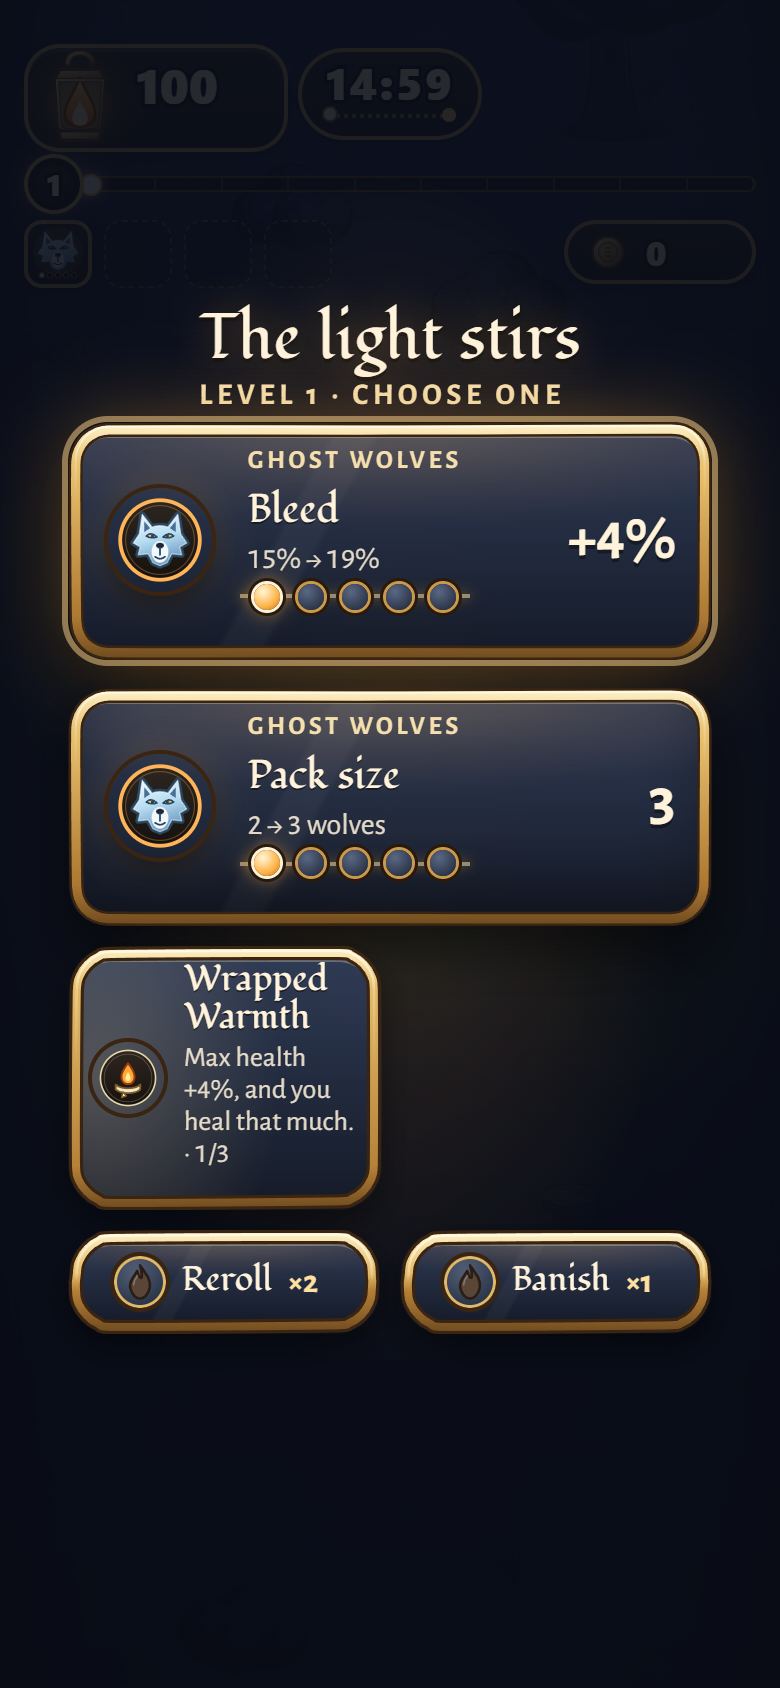 100
14:59
1
0
The light stirs
LEVEL 1 · CHOOSE ONE
GHOST WOLVES
Bleed
15% → 19%
+4%
GHOST WOLVES
Pack size
2 → 3 wolves
3
Wrapped
Warmth
Max health
+4%, and you
heal that much.
· 1/3
Reroll ×2
Banish ×1